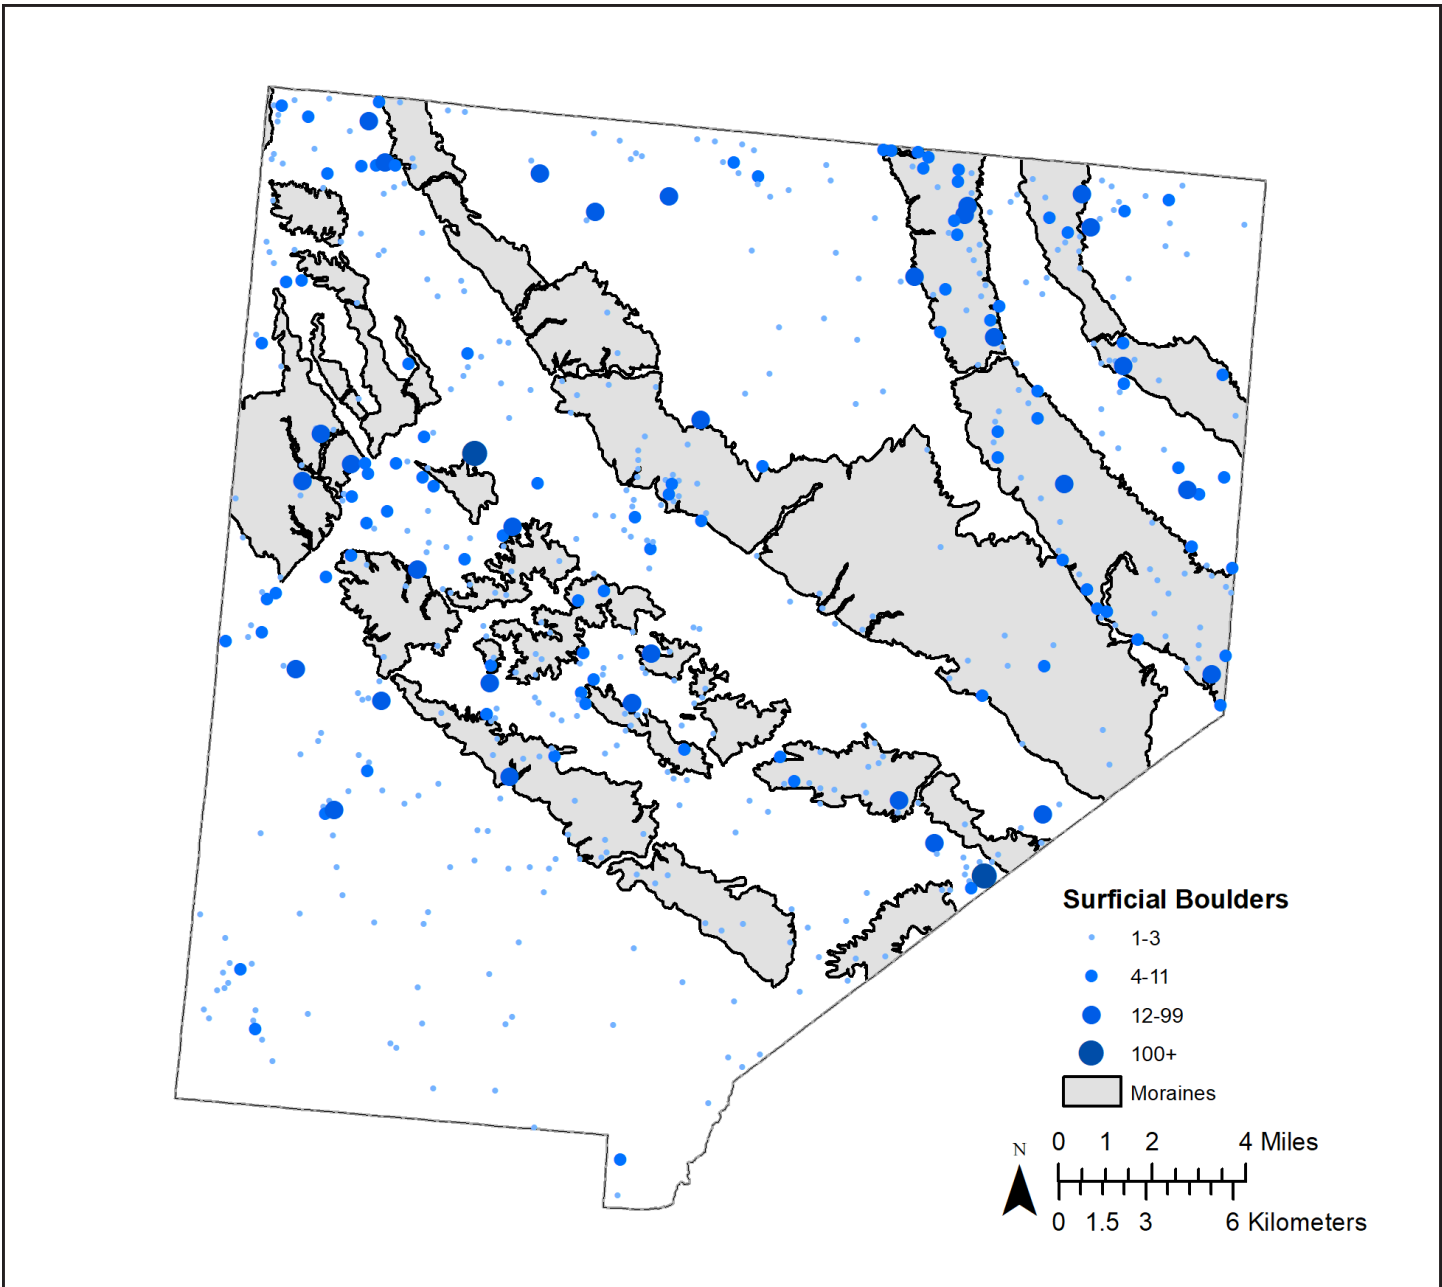 Surficial Boulders
1-3
4-11
12-99
100+
Moraines
N
0 1 2 4 Miles
0 1.5 3 6 Kilometers